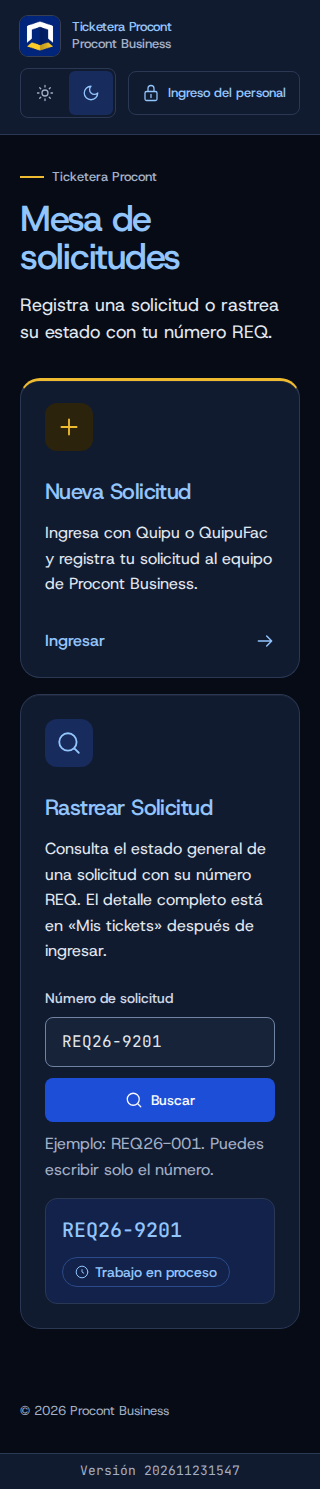 Ticketera Procont
Procont Business
Ingreso del personal
Ticketera Procont
Mesa de
solicitudes
Registra una solicitud o rastrea
su estado con tu número REQ.
Nueva Solicitud
Ingresa con Quipu o QuipuFac
y registra tu solicitud al equipo
de Procont Business.
Ingresar
Rastrear Solicitud
Consulta el estado general de
una solicitud con su número
REQ. El detalle completo está
en «Mis tickets» después de
ingresar.
Número de solicitud
REQ26-9201
Buscar
Ejemplo: REQ26-001. Puedes
escribir solo el número.
REQ26-9201
Trabajo en proceso
© 2026 Procont Business
Versión 202611231547